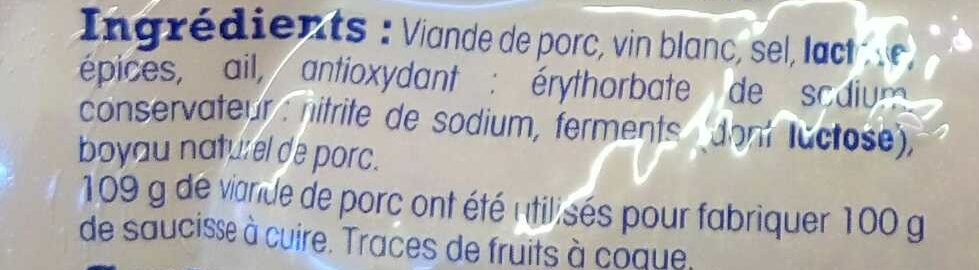 Ingrédients : Viande de porc, vin blanc, sel, lactose,
épices, ail, antioxydant : érythorbate de sodium,
conservateur : nitrite de sodium, ferments (dont lactose),
boyau naturel de porc.
109 g de viande de porc ont été utilisés pour fabriquer 100 g
de saucisse à cuire. Traces de fruits à coque.